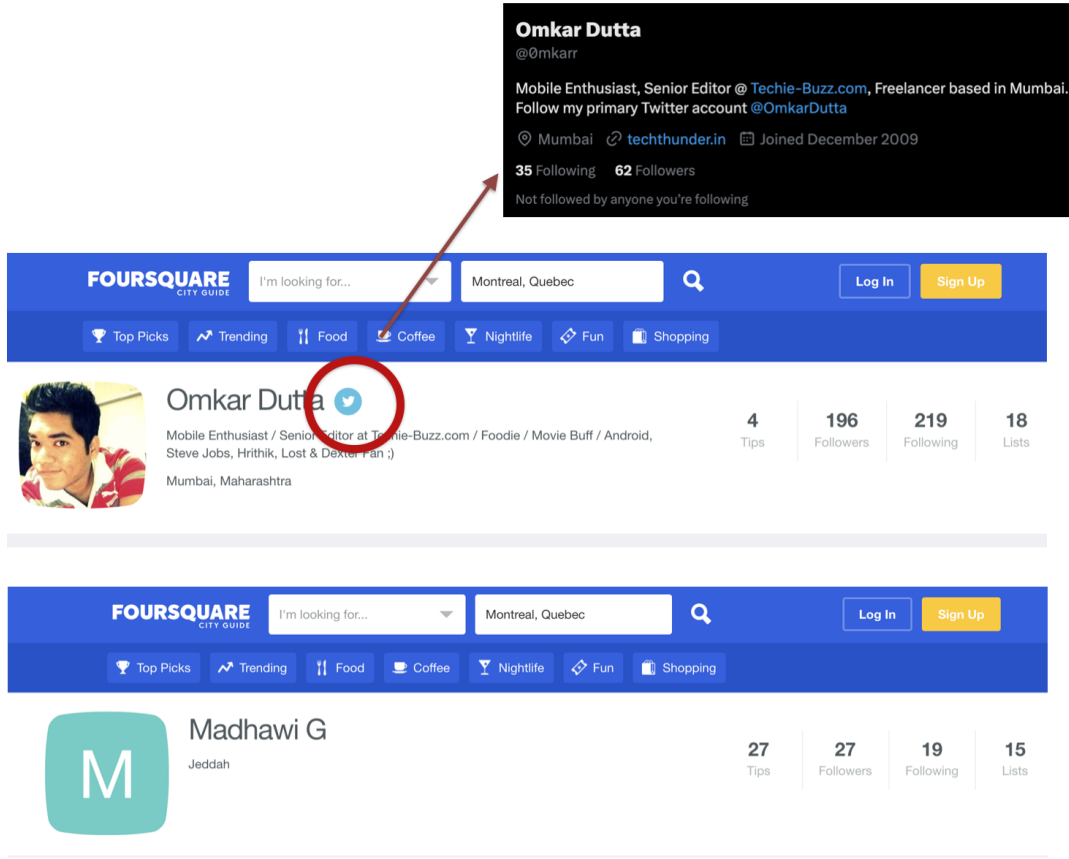 Omkar Dutta
@0mkarr
Mobile Enthusiast, Senior Editor @ Techie-Buzz.com, Freelancer based in Mumbai.
Follow my primary Twitter account @OmkarDutta
Mumbai techthunder.in Joined December 2009
35 Following 62 Followers
Not followed by anyone you're following
FOURSQUARE
CITY GUIDE
I'm looking for...
Montreal, Quebec
Log In
Sign Up
Top Picks
Trending
Food
Coffee
Nightlife
Fun
Shopping
Omkar Dutta
Mobile Enthusiast / Senior Editor at Techie-Buzz.com / Foodie / Movie Buff / Android,
Steve Jobs, Hrithik, Lost & Dexter Fan ;)
Mumbai, Maharashtra
4
Tips
196
Followers
219
Following
18
Lists
FOURSQUARE
CITY GUIDE
I'm looking for...
Montreal, Quebec
Log In
Sign Up
Top Picks
Trending
Food
Coffee
Nightlife
Fun
Shopping
M
Madhawi G
Jeddah
27
Tips
27
Followers
19
Following
15
Lists